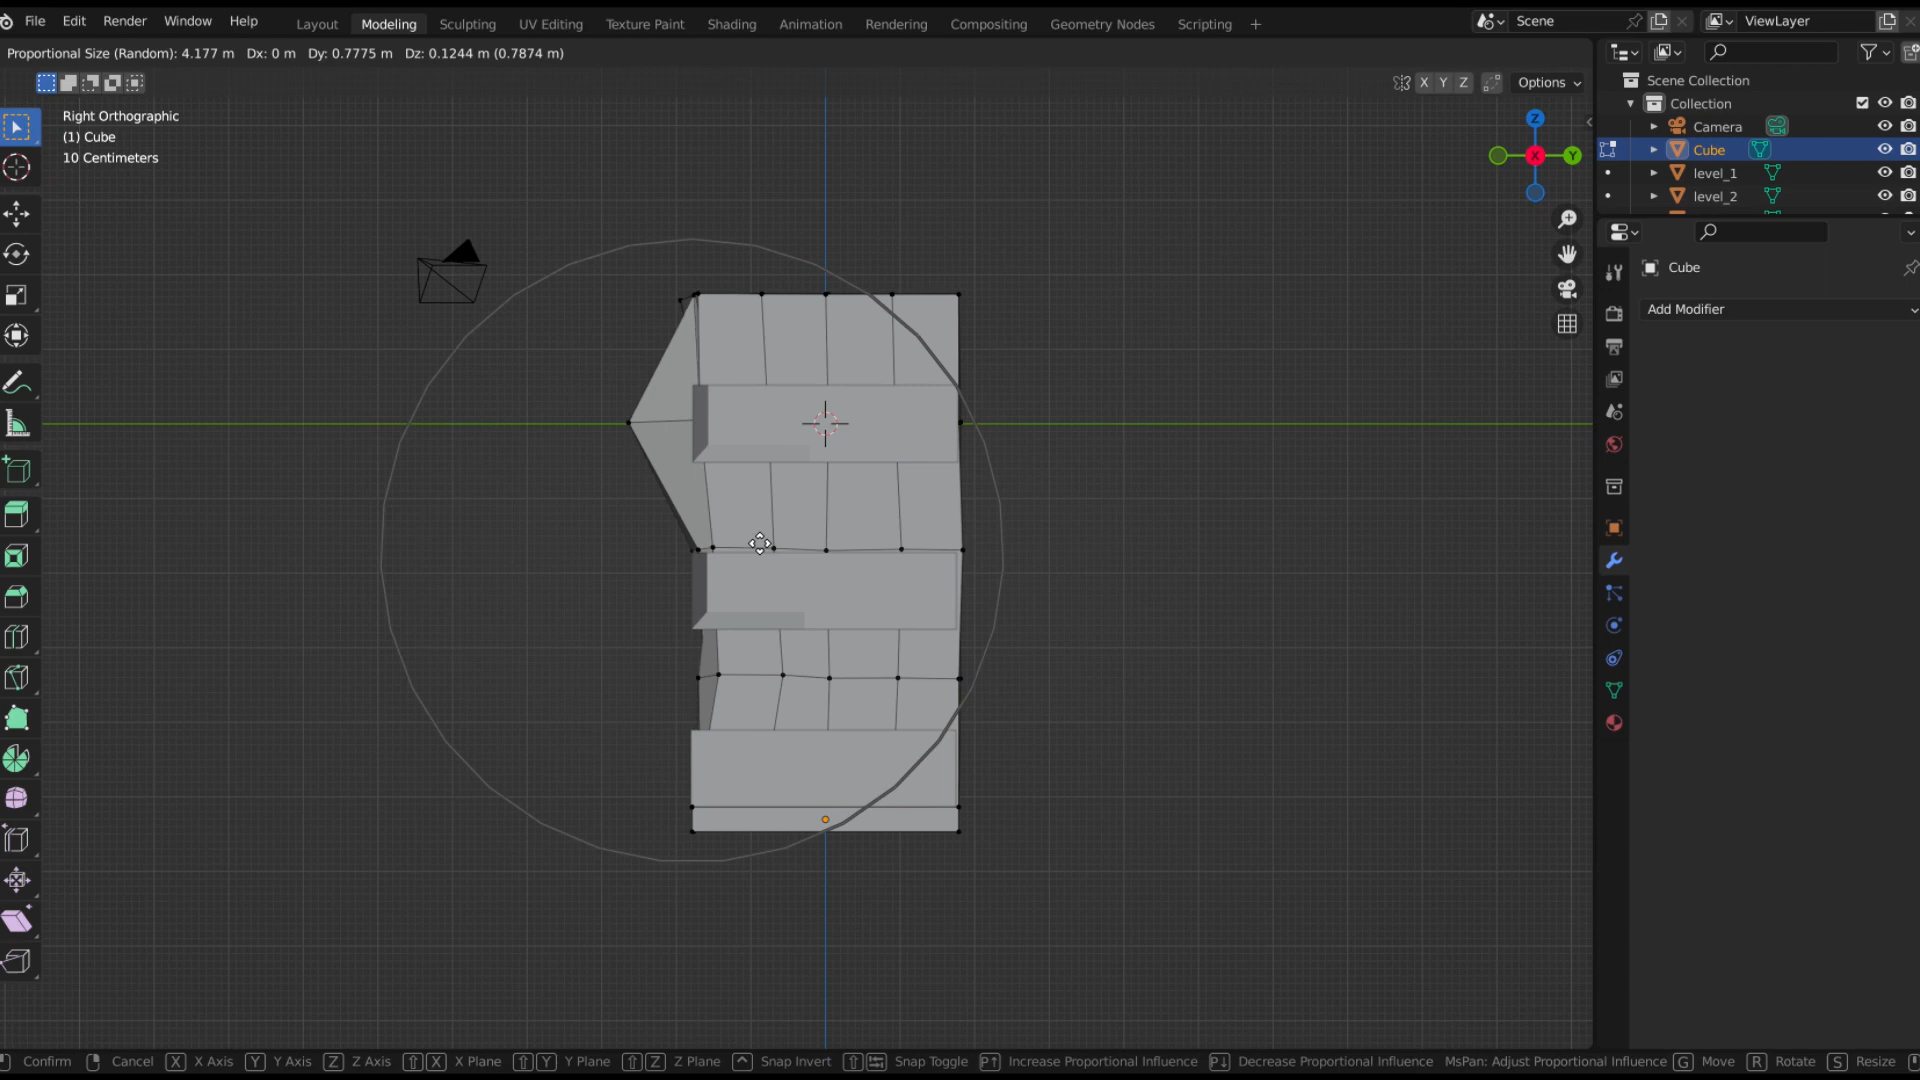 File Edit Render Window Help Layout Modeling Sculpting UV Editing Texture Paint Shading Animation Rendering Compositing Geometry Nodes Scripting + Scene ViewLayer
Proportional Size (Random): 4.177 m Dx: 0 m Dy: 0.7775 m Dz: 0.1244 m (0.7874 m)
X Y Z Options
Right Orthographic
(1) Cube
10 Centimeters
Z
X
Y
Scene Collection
Collection
Camera
Cube
level_1
level_2
Cube
Add Modifier
Confirm Cancel X X Axis Y Y Axis Z Z Axis X X Plane Y Y Plane Z Z Plane Snap Invert Snap Toggle P↑ Increase Proportional Influence P↓ Decrease Proportional Influence MsPan: Adjust Proportional Influence G Move R Rotate S Resize